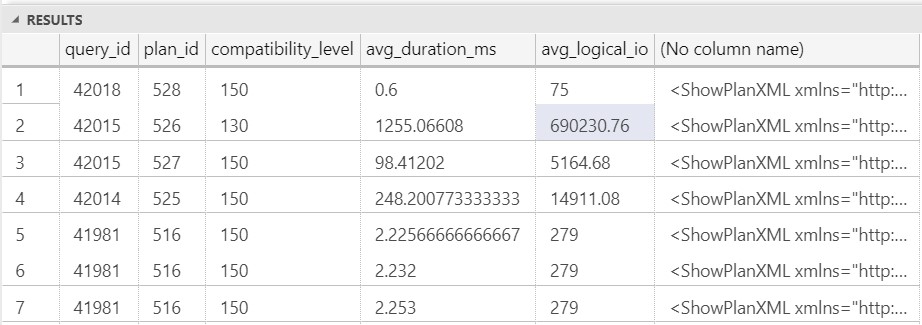 RESULTS
query_id plan_id compatibility_level avg_duration_ms avg_logical_io (No column name)
1 42018 528 150 0.6 75 <ShowPlanXML xmlns="http:...
2 42015 526 130 1255.06608 690230.76 <ShowPlanXML xmlns="http:...
3 42015 527 150 98.41202 5164.68 <ShowPlanXML xmlns="http:...
4 42014 525 150 248.200773333333 14911.08 <ShowPlanXML xmlns="http:...
5 41981 516 150 2.22566666666667 279 <ShowPlanXML xmlns="http:...
6 41981 516 150 2.232 279 <ShowPlanXML xmlns="http:...
7 41981 516 150 2.253 279 <ShowPlanXML xmlns="http:...